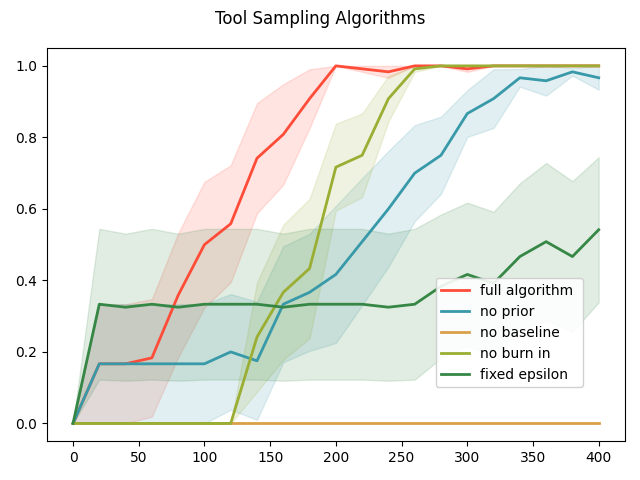 Tool Sampling Algorithms
1.0
0.8
0.6
0.4
0.2
0.0
full algorithm
no prior
no baseline
no burn in
fixed epsilon
0 50 100 150 200 250 300 350 400